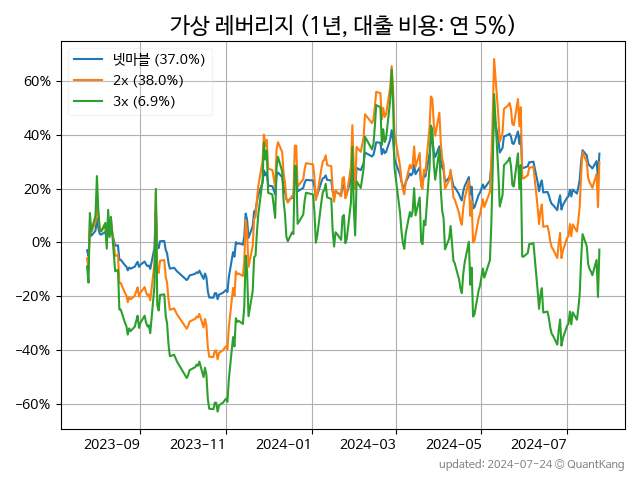 가상 레버리지 (1년, 대출 비용: 연 5%)
넷마블 (37.0%)
2x (38.0%)
3x (6.9%)
60%
40%
20%
0%
−20%
−40%
−60%
2023-09
2023-11
2024-01
2024-03
2024-05
2024-07
updated: 2024-07-24 © QuantKang